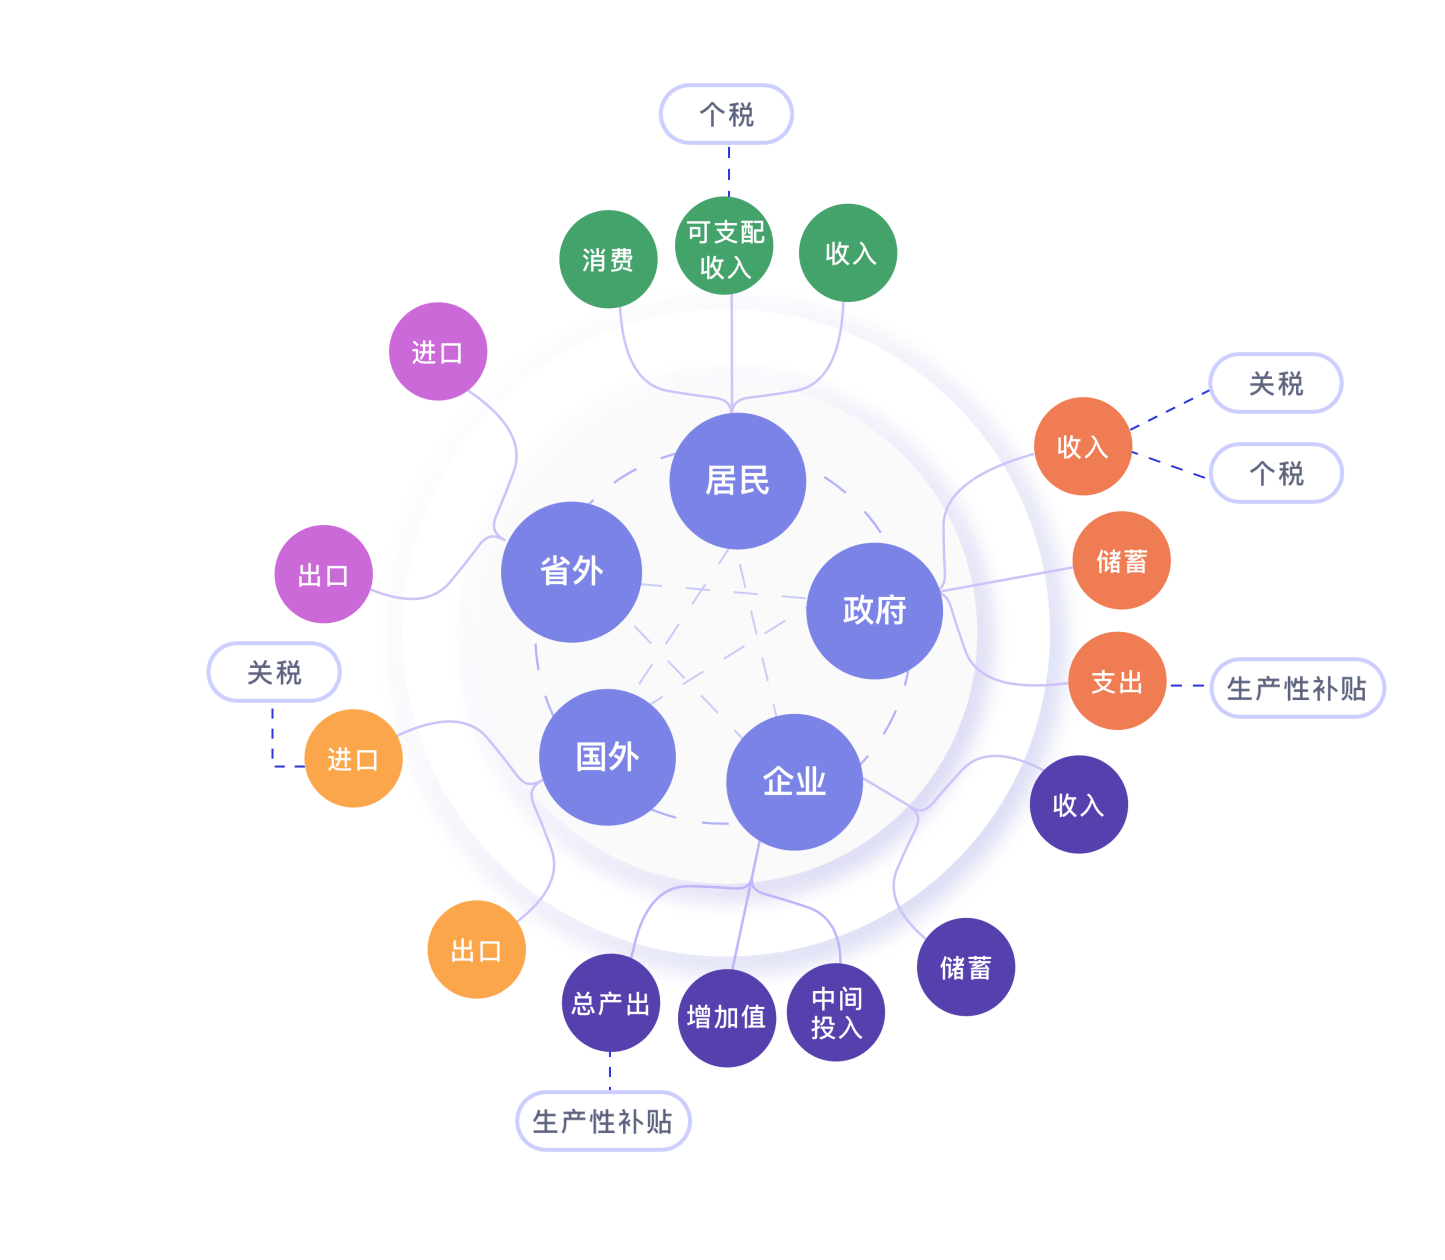 个税
消费
可支配
收入
收入
进口
关税
收入
个税
居民
储蓄
省外
出口
政府
关税
支出
生产性补贴
国外
进口
企业
收入
出口
储蓄
总产出
增加值
中间
投入
生产性补贴